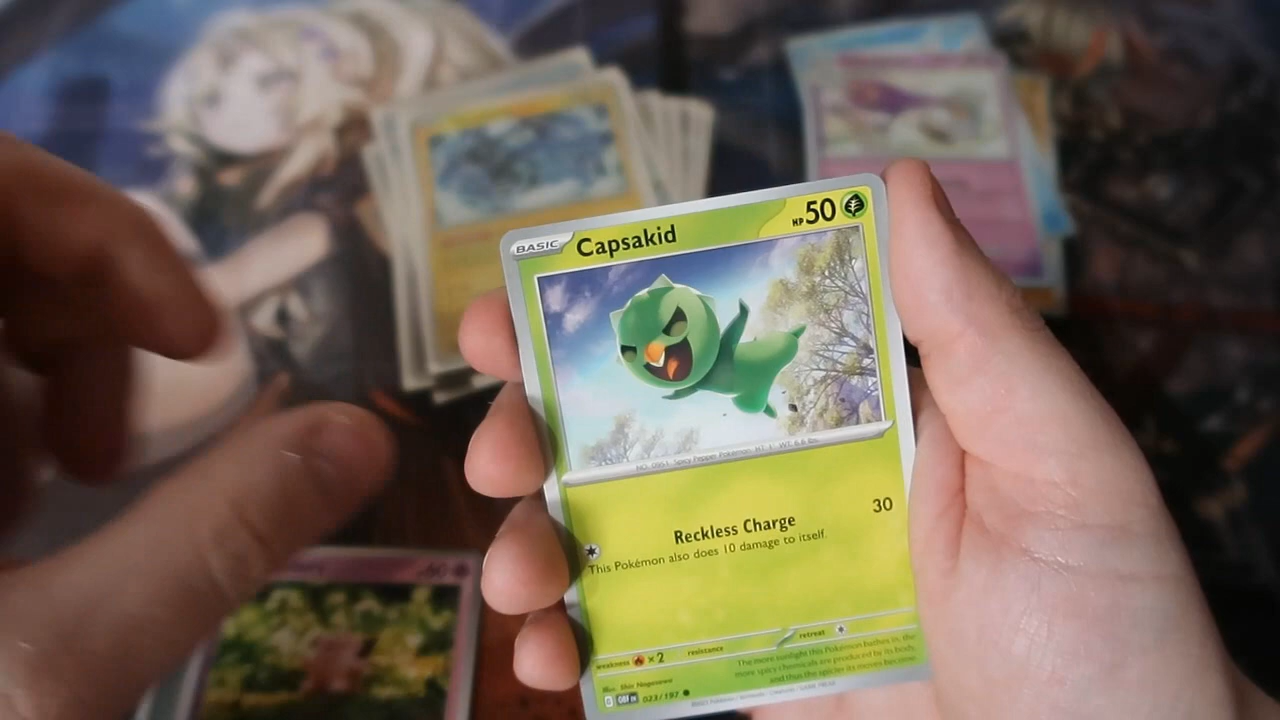 BASIC Capsakid HP 50
NO. 0951 Spicy Pepper Pokémon HT: 1' WT: 6.6 lbs.
Reckless Charge 30
This Pokémon also does 10 damage to itself.
weakness ×2 resistance retreat
The more sunlight this Pokémon bathes in, the
more spicy chemicals are produced by its body,
and thus the spicier its moves become.
Illus. Shin Nagasawa
G OBF EN 023/197